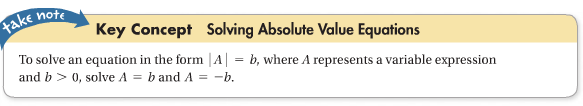 take note
Key Concept Solving Absolute Value Equations
To solve an equation in the form |A| = b, where A represents a variable expression
and b > 0, solve A = b and A = −b.